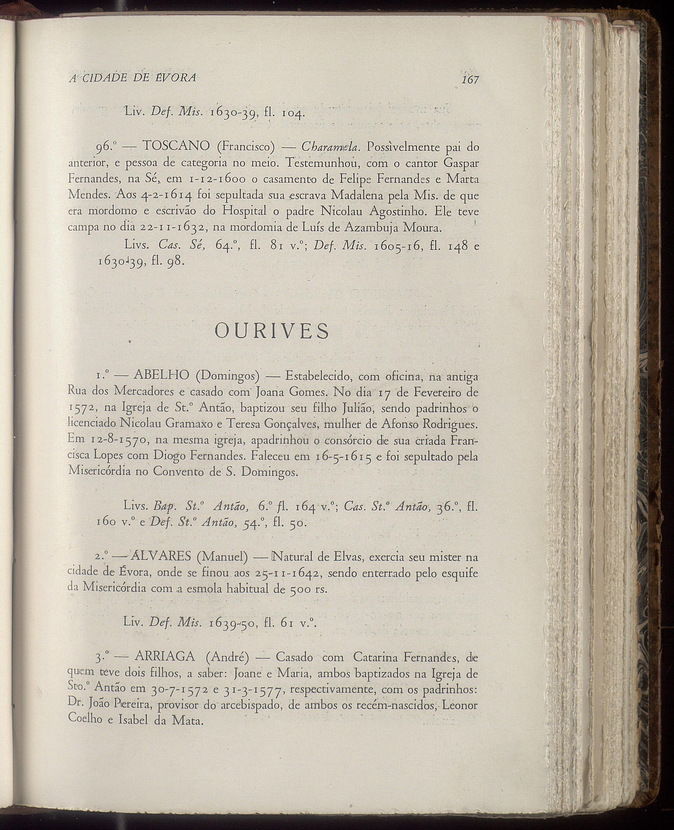 A CIDADE DE ÉVORA 167
Liv. Def. Mis. 1630-39, fl. 104.
96.º — TOSCANO (Francisco) — Charamela. Possìvelmente pai do
anterior, e pessoa de categoria no meio. Testemunhou, com o cantor Gaspar
Fernandes, na Sé, em 1-12-1600 o casamento de Felipe Fernandes e Marta
Mendes. Aos 4-2-1614 foi sepultada sua escrava Madalena pela Mis. de que
era mordomo e escrivão do Hospital o padre Nicolau Agostinho. Ele teve
campa no dia 22-11-1632, na mordomia de Luís de Azambuja Moura.
Livs. Cas. Sé, 64.º, fl. 81 v.º; Def. Mis. 1605-16, fl. 148 e
1630-39, fl. 98.
OURIVES
1.º — ABELHO (Domingos) — Estabelecido, com oficina, na antiga
Rua dos Mercadores e casado com Joana Gomes. No dia 17 de Fevereiro de
1572, na Igreja de St.º Antão, baptizou seu filho Julião, sendo padrinhos o
licenciado Nicolau Gramaxo e Teresa Gonçalves, mulher de Afonso Rodrigues.
Em 12-8-1570, na mesma igreja, apadrinhou o consórcio de sua criada Fran-
cisca Lopes com Diogo Fernandes. Faleceu em 16-5-1615 e foi sepultado pela
Misericórdia no Convento de S. Domingos.
Livs. Bap. St.º Antão, 6.º fl. 164 v.º; Cas. St.º Antão, 36.º, fl.
160 v.º e Def. St.º Antão, 54.º, fl. 50.
2.º — ÁLVARES (Manuel) — Natural de Elvas, exercia seu mister na
cidade de Évora, onde se finou aos 25-11-1642, sendo enterrado pelo esquife
da Misericórdia com a esmola habitual de 500 rs.
Liv. Def. Mis. 1639-50, fl. 61 v.º.
3.º — ARRIAGA (André) — Casado com Catarina Fernandes, de
quem teve dois filhos, a saber: Joane e Maria, ambos baptizados na Igreja de
Sto.º Antão em 30-7-1572 e 31-3-1577, respectivamente, com os padrinhos:
Dr. João Pereira, provisor do arcebispado, de ambos os recém-nascidos, Leonor
Coelho e Isabel da Mata.